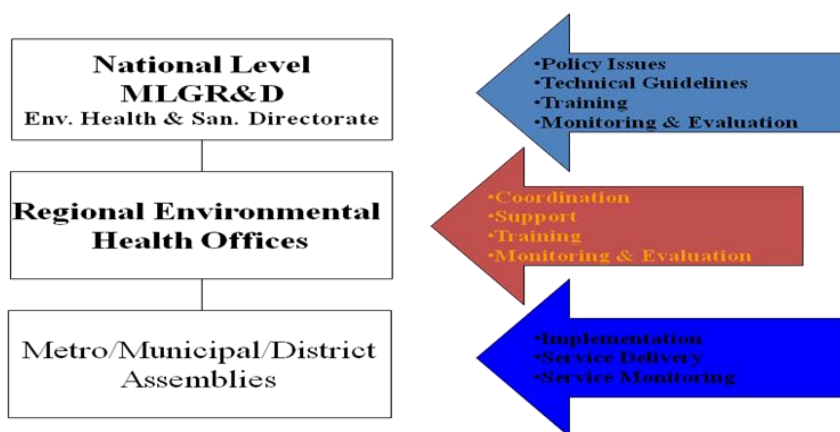 National Level
MLGR&D
Env. Health & San. Directorate
•Policy Issues
•Technical Guidelines
•Training
•Monitoring & Evaluation
Regional Environmental
Health Offices
•Coordination
•Support
•Training
•Monitoring & Evaluation
Metro/Municipal/District
Assemblies
•Implementation
•Service Delivery
•Service Monitoring